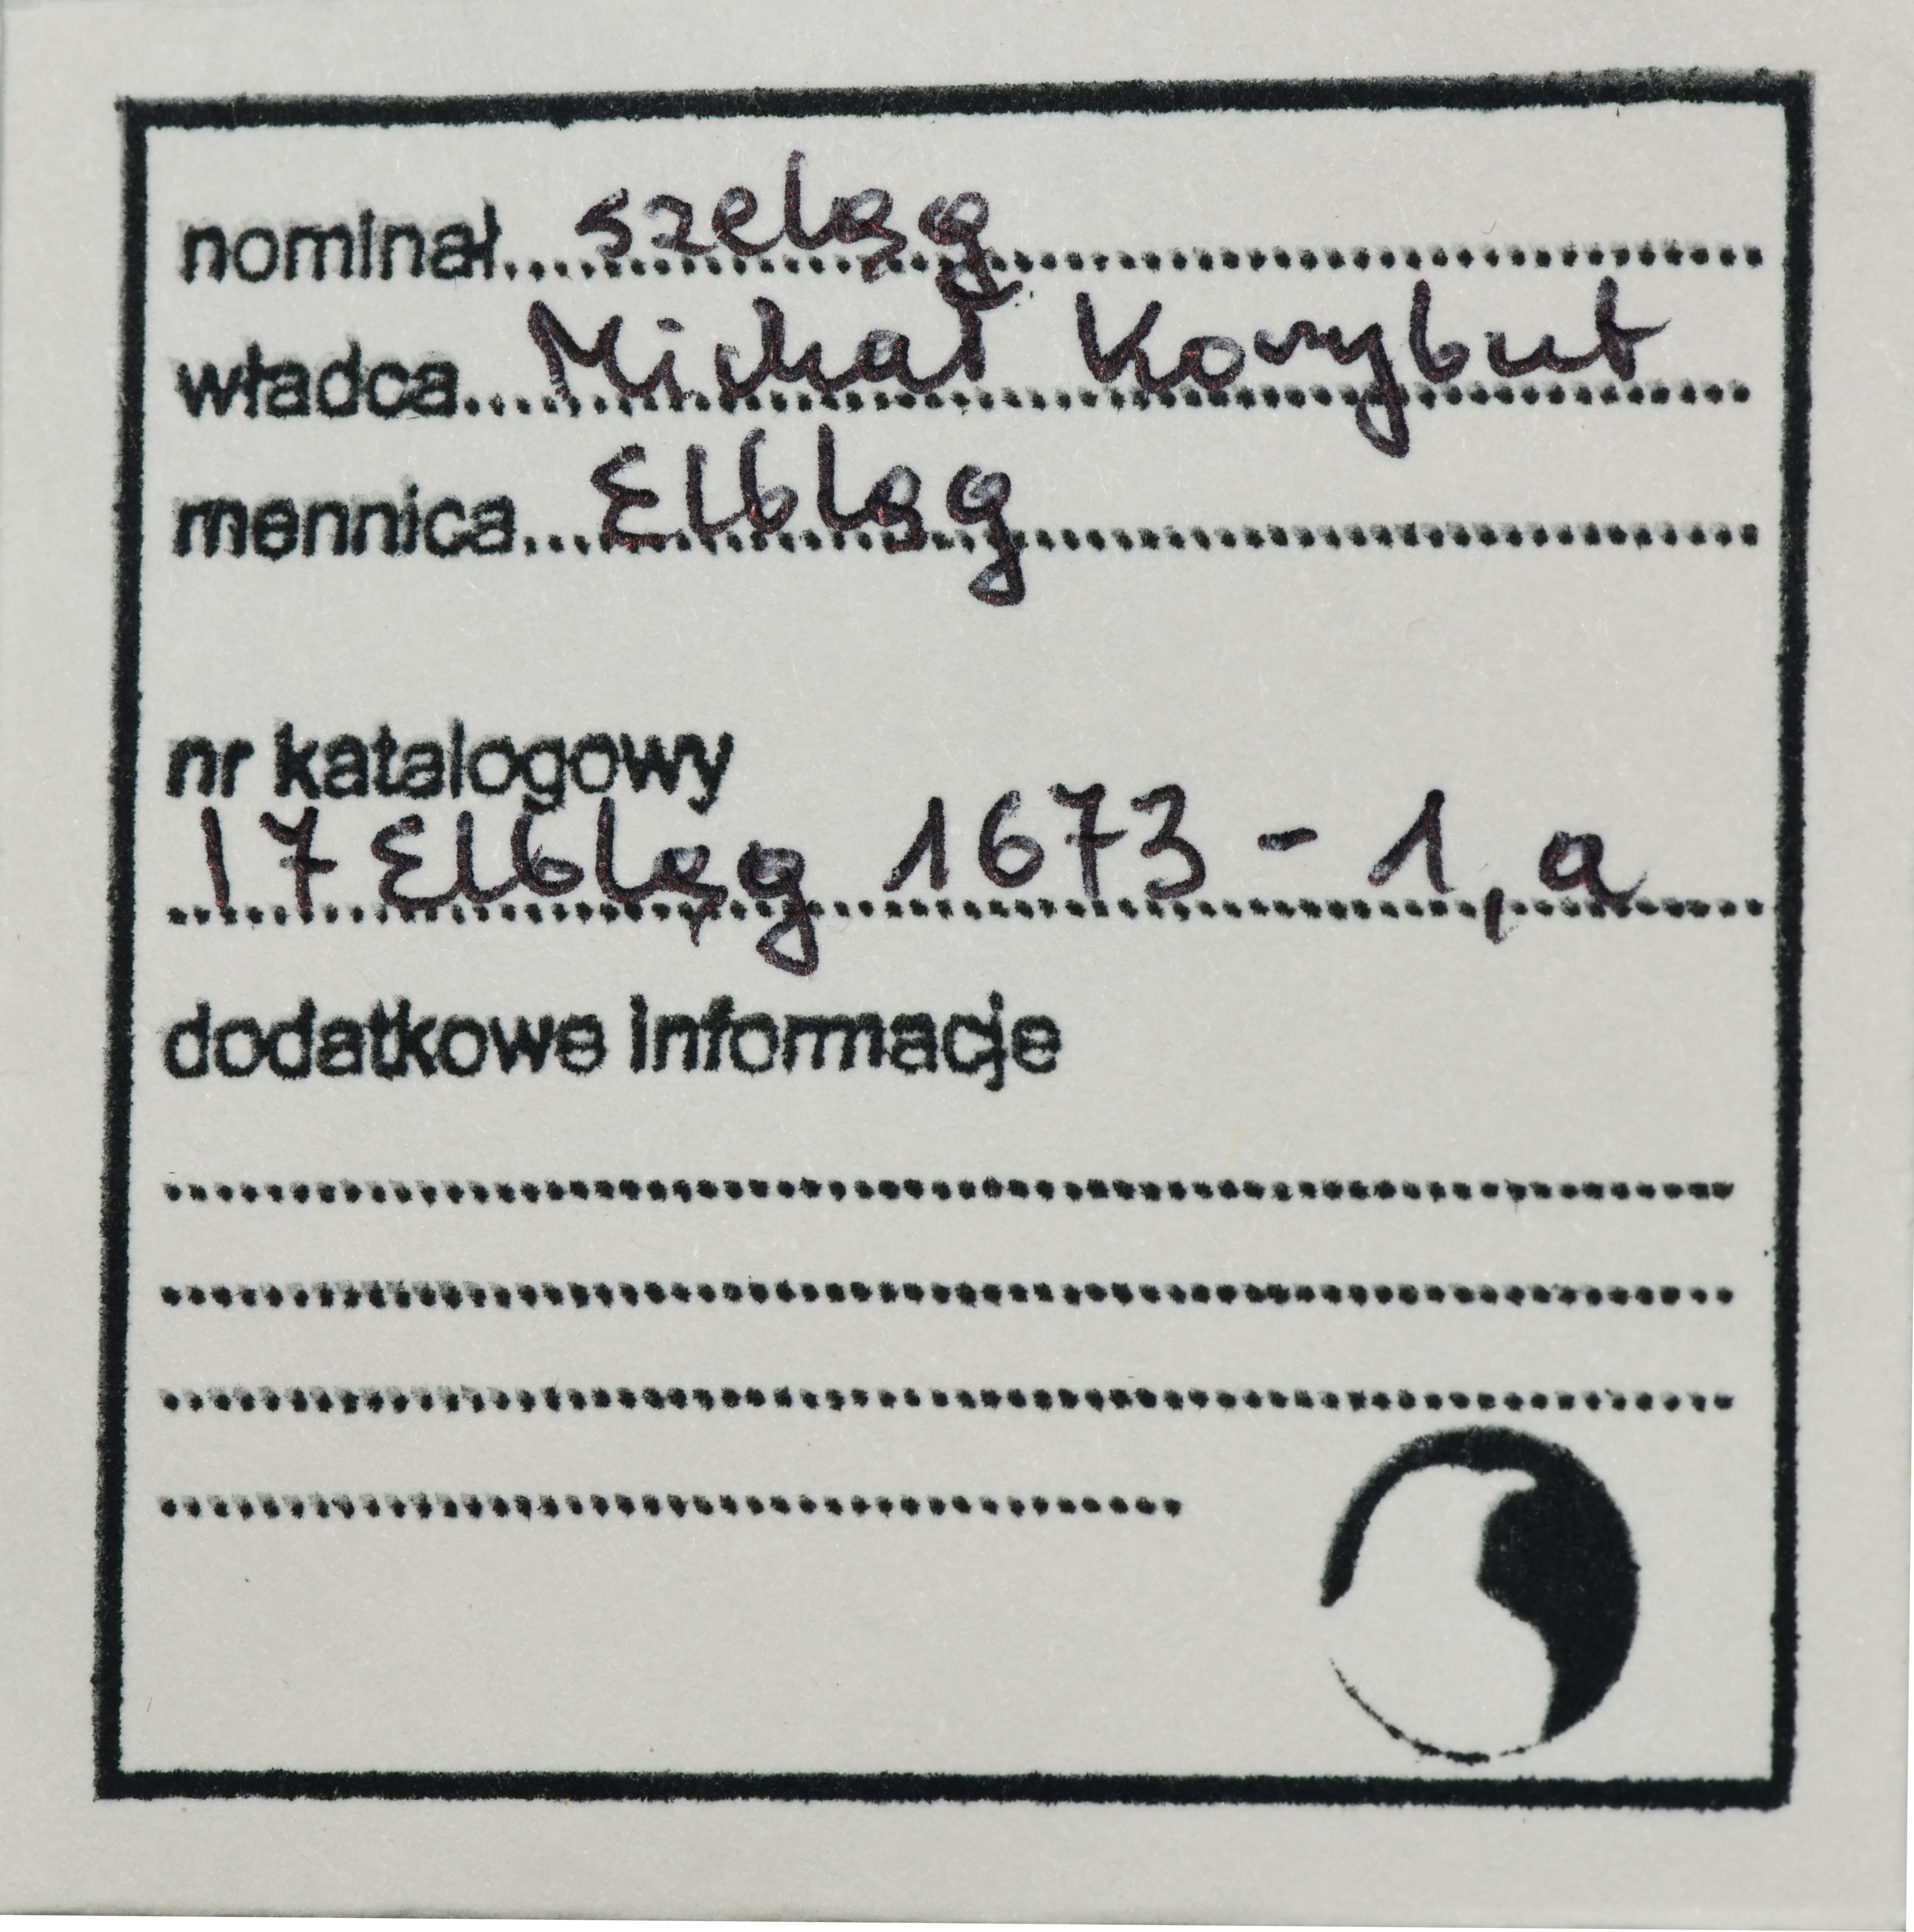 nominał szeląg
władca Michał Korybut
mennica Elbląg
nr katalogowy
17 Elbląg 1673 - 1, a
dodatkowe informacje